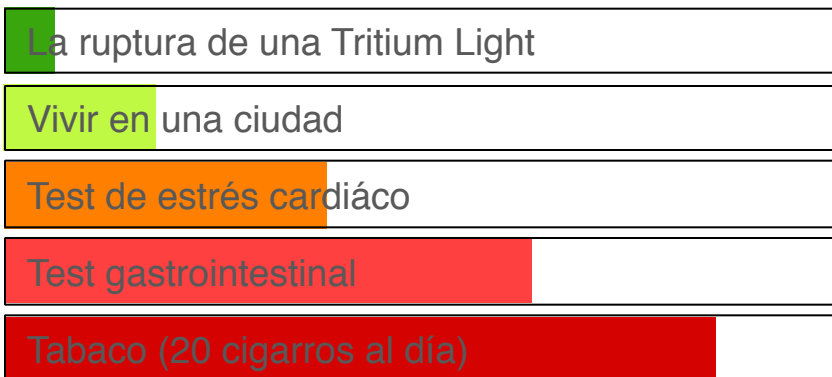 La ruptura de una Tritium Light
Vivir en una ciudad
Test de estrés cardiáco
Test gastrointestinal
Tabaco (20 cigarros al día)